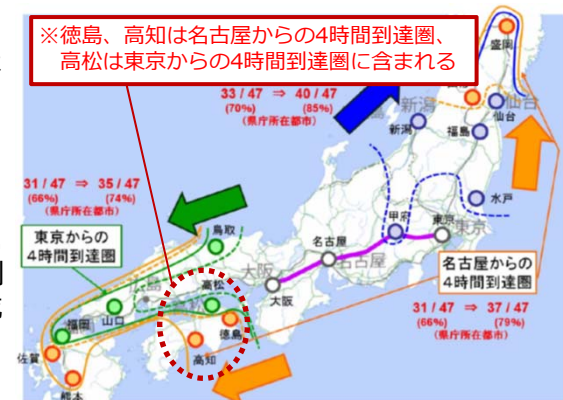 ※徳島、高知は名古屋からの4時間到達圏、
高松は東京からの4時間到達圏に含まれる
盛岡
33 / 47 ⇒ 40 / 47
(70%) (85%)
(県庁所在都市)
新潟
新潟
仙台
仙台
福島
水戸
31 / 47 ⇒ 35 / 47
(66%) (74%)
(県庁所在都市)
東京からの
4時間到達圏
鳥取
甲府
東京
東京
名古屋
名古屋
大阪
大阪
名古屋からの
4時間到達圏
31 / 47 ⇒ 37 / 47
(66%) (79%)
(県庁所在都市)
高松
徳島
高知
山口
福岡
佐賀
熊本